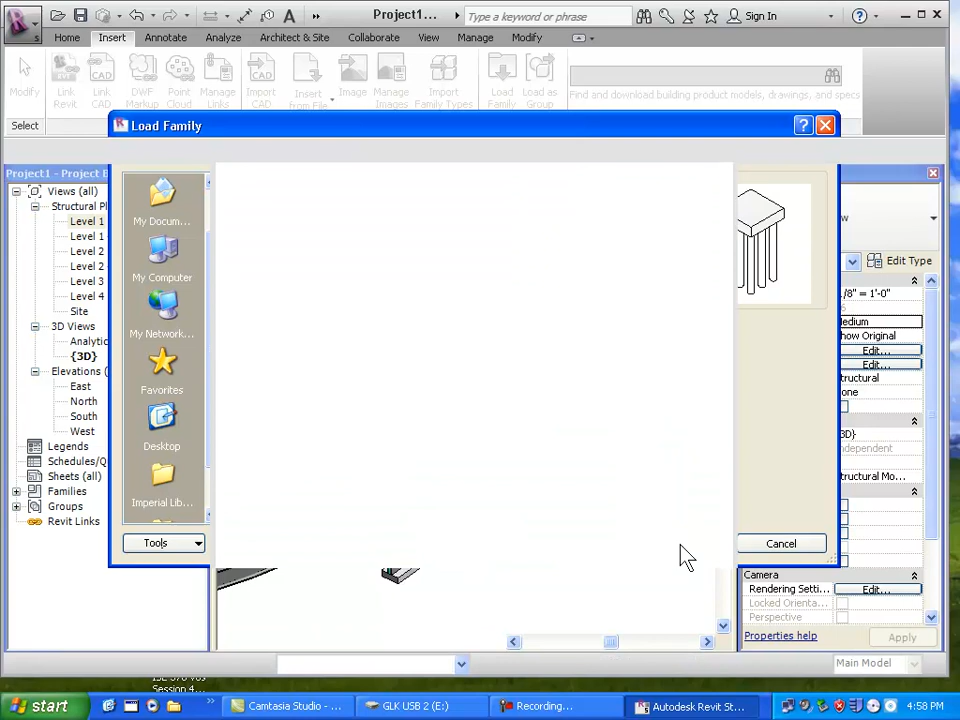 Project1...
Type a keyword or phrase
Sign In
Home Insert Annotate Analyze Architect & Site Collaborate View Manage Modify
Modify
Link Revit
Link CAD
DWF Markup
Point Cloud
Manage Links
Import CAD
Insert from File
Image
Manage Images
Import Family Types
Load Family
Load as Group
Find and download building product models, drawings, and specs
Select
Load Family
Project1 - Project B
Views (all)
Structural Pl
Level 1
Level 1
Level 2
Level 2
Level 3
Level 4
Site
3D Views
Analytic
{3D}
Elevations (
East
North
South
West
Legends
Schedules/Q
Sheets (all)
Families
Groups
Revit Links
My Docum...
My Computer
My Network...
Favorites
Desktop
Imperial Lib...
Tools
Cancel
Edit Type
/8" = 1'-0"
Medium
how Original
Edit...
Edit...
tructural
one
3D}
ndependent
tructural Mo...
Edit...
Edit...
Camera
Rendering Setti...
Edit...
Locked Orienta...
Perspective
Properties help
Apply
Main Model
Session 4...
start
Camtasia Studio - ...
GLK USB 2 (E:)
Recording...
Autodesk Revit St...
4:58 PM